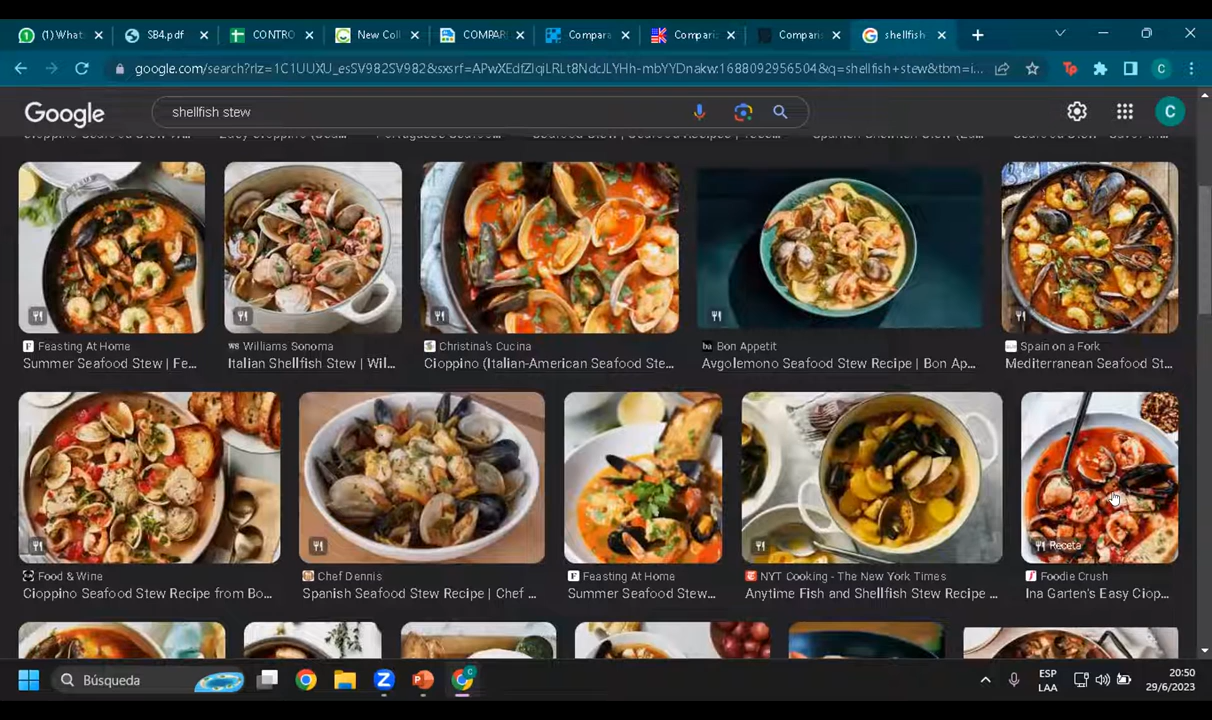 (1) What
SB4.pdf
CONTRO
New Coll
COMPAR
Compara
Compari
Compari
shellfish
google.com/search?rlz=1C1UUXU_esSV982SV982&sxsrf=APwXEdfZIqiLRLt8NdcJLYHh-mbYYDnakw:1688092956504&q=shellfish+stew&tbm=i...
C
Google
shellfish stew
C
Feasting At Home
Williams Sonoma
Christina's Cucina
ba Bon Appetit
Spain on a Fork
Summer Seafood Stew | Fe...
Italian Shellfish Stew | Wil...
Cioppino (Italian-American Seafood Ste...
Avgolemono Seafood Stew Recipe | Bon Ap...
Mediterranean Seafood St...
Receta
Food & Wine
Chef Dennis
Feasting At Home
NYT Cooking - The New York Times
Foodie Crush
Cioppino Seafood Stew Recipe from Bo...
Spanish Seafood Stew Recipe | Chef ...
Summer Seafood Stew...
Anytime Fish and Shellfish Stew Recipe ...
Ina Garten's Easy Ciop...
Búsqueda
ESP
LAA
20:50
29/6/2023